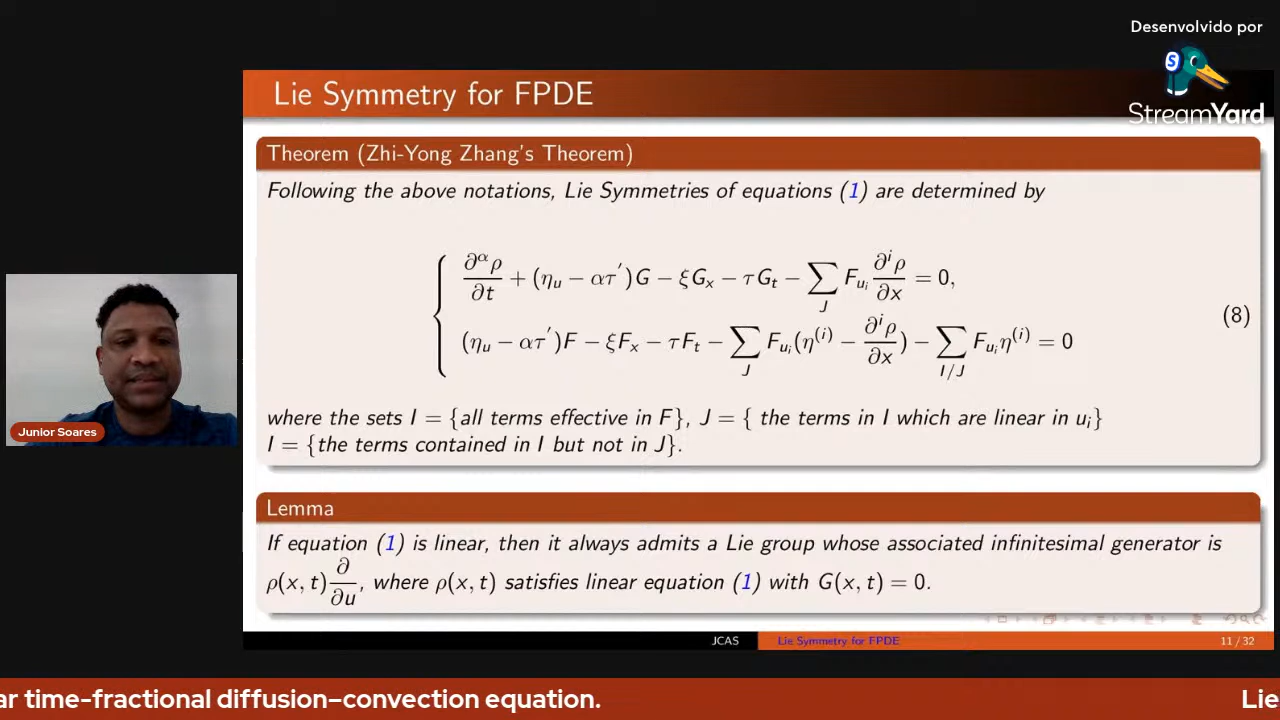 Desenvolvido por
StreamYard
Lie Symmetry for FPDE
Theorem (Zhi-Yong Zhang's Theorem)
Following the above notations, Lie Symmetries of equations (1) are determined by
∂^αρ/∂t + (η_u − ατ′)G − ξG_x − τG_t − ∑_J F_{u_i} ∂^iρ/∂x = 0,
(8)
(η_u − ατ′)F − ξF_x − τF_t − ∑_J F_{u_i}(η^{(i)} − ∂^iρ/∂x) − ∑_{I/J} F_{u_i}η^{(i)} = 0
where the sets I = {all terms effective in F}, J = { the terms in I which are linear in u_i}
I = {the terms contained in I but not in J}.
Lemma
If equation (1) is linear, then it always admits a Lie group whose associated infinitesimal generator is
ρ(x, t) ∂/∂u, where ρ(x, t) satisfies linear equation (1) with G(x, t) = 0.
Junior Soares
JCAS
Lie Symmetry for FPDE
11 / 32
ar time-fractional diffusion–convection equation.
Lie